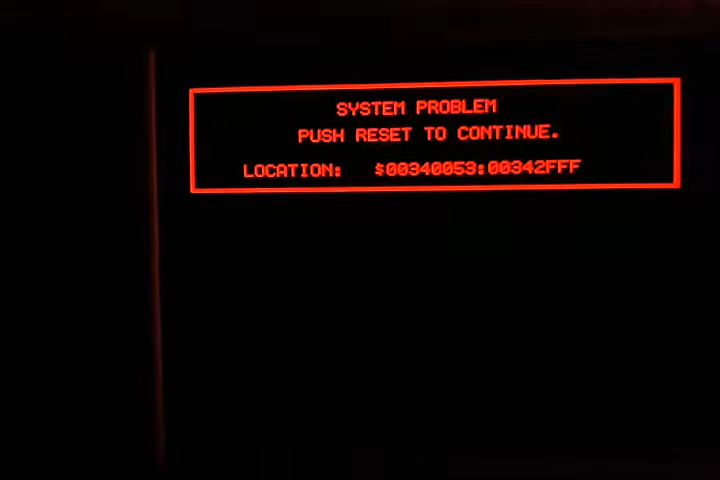 SYSTEM PROBLEM
PUSH RESET TO CONTINUE.
LOCATION: $00340053:00342FFF